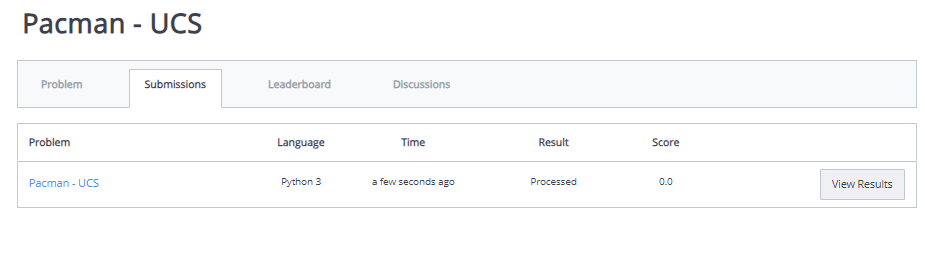 Pacman - UCS
Problem Submissions Leaderboard Discussions
Problem Language Time Result Score
Pacman - UCS Python 3 a few seconds ago Processed 0.0 View Results